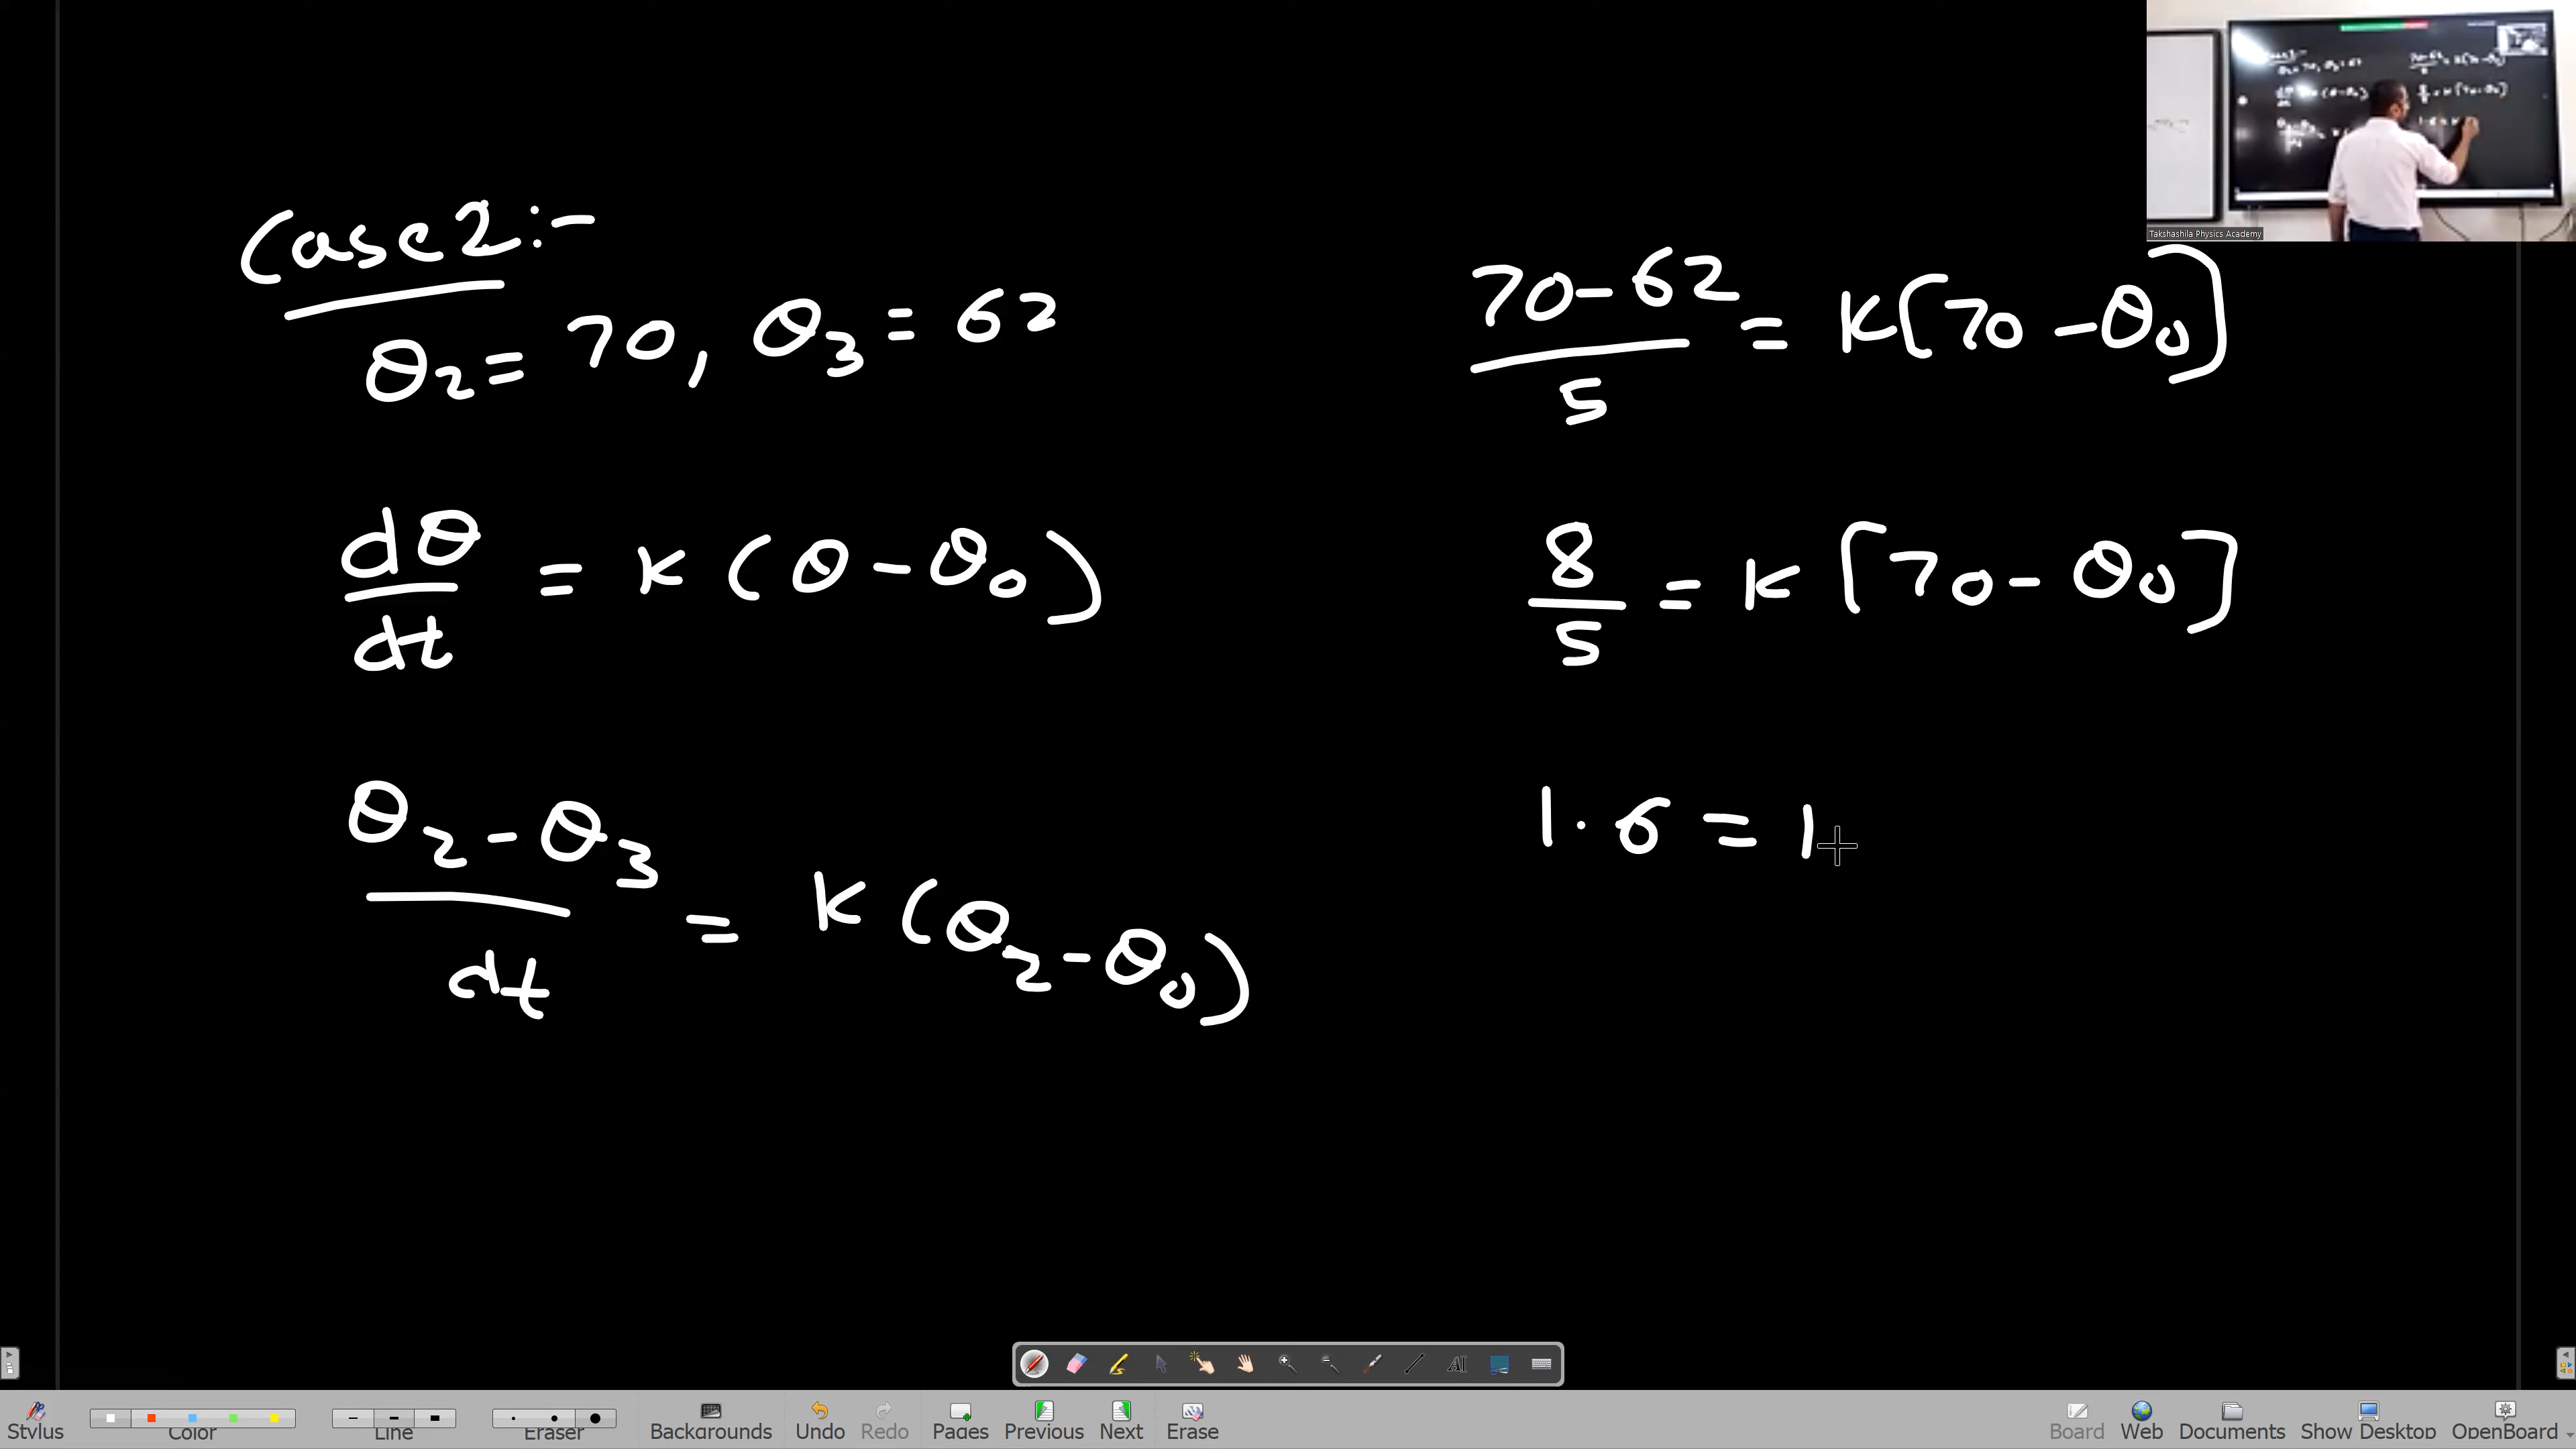 Case 2:-
θ2 = 70, θ3 = 62
dθ/dt = k (θ - θ0)
θ2 - θ3/dt = k (θ2 - θ0)
70 - 62/5 = k[70 - θ0]
8/5 = k [70 - θ0]
1.6 = 1
Takshashila Physics Academy
Stylus Color Line Eraser Backgrounds Undo Redo Pages Previous Next Erase Board Web Documents Show Desktop OpenBoard